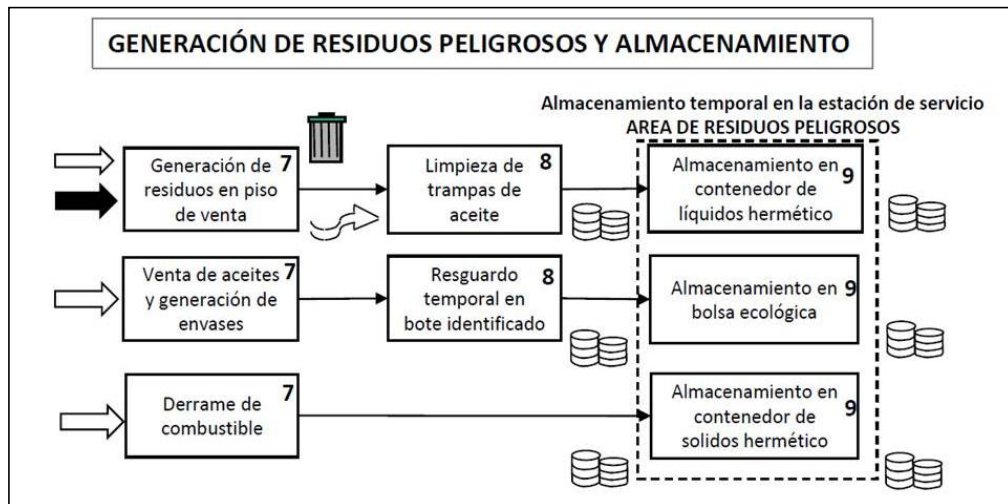 GENERACIÓN DE RESIDUOS PELIGROSOS Y ALMACENAMIENTO
Almacenamiento temporal en la estación de servicio
AREA DE RESIDUOS PELIGROSOS
Generación de 7
residuos en piso
de venta
Limpieza de 8
trampas de
aceite
Almacenamiento en
contenedor de 9
líquidos hermético
Venta de aceites 7
y generación de
envases
Resguardo 8
temporal en
bote identificado
Almacenamiento en 9
bolsa ecológica
Derrame de 7
combustible
Almacenamiento en
contenedor de 9
solidos hermético